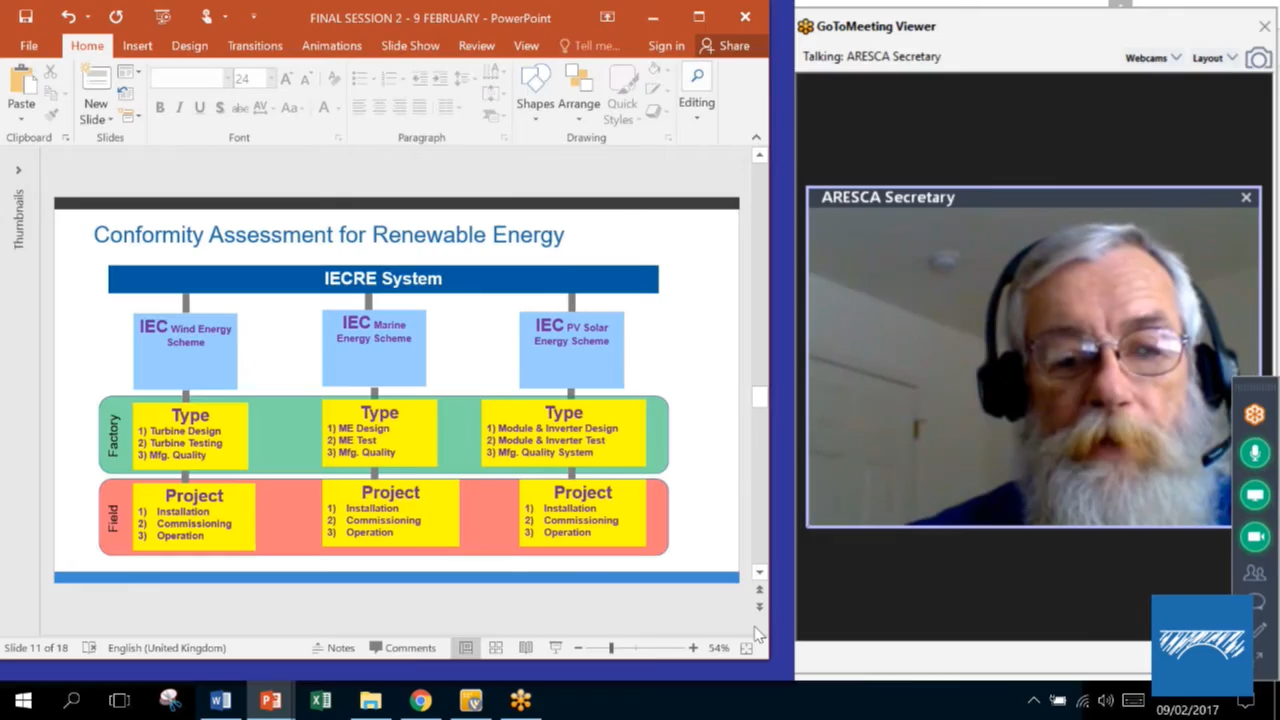 FINAL SESSION 2 - 9 FEBRUARY - PowerPoint
File Home Insert Design Transitions Animations Slide Show Review View Tell me... Sign in Share
Paste
New Slide
24
B I U S abc AV Aa A
Shapes Arrange Quick Styles
Editing
Clipboard Slides Font Paragraph Drawing
Thumbnails
Conformity Assessment for Renewable Energy
IECRE System
IEC Wind Energy
Scheme
IEC Marine
Energy Scheme
IEC PV Solar
Energy Scheme
Factory
Type
1) Turbine Design
2) Turbine Testing
3) Mfg. Quality
Type
1) ME Design
2) ME Test
3) Mfg. Quality
Type
1) Module & Inverter Design
2) Module & Inverter Test
3) Mfg. Quality System
Field
Project
1) Installation
2) Commissioning
3) Operation
Project
1) Installation
2) Commissioning
3) Operation
Project
1) Installation
2) Commissioning
3) Operation
Slide 11 of 18 English (United Kingdom) Notes Comments 54%
GoToMeeting Viewer
Talking: ARESCA Secretary Webcams Layout
ARESCA Secretary
09/02/2017